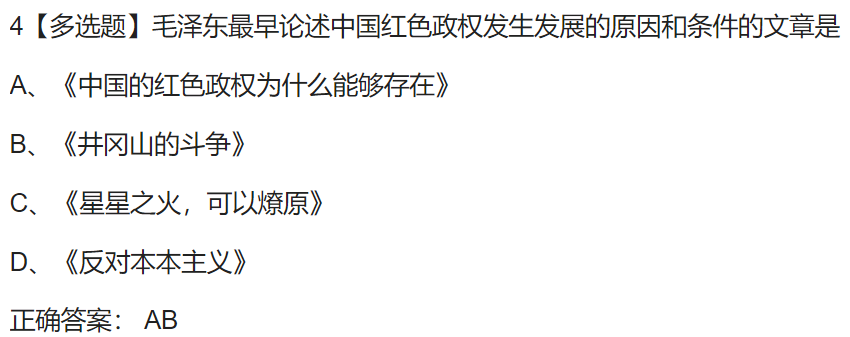 4【多选题】毛泽东最早论述中国红色政权发生发展的原因和条件的文章是
A、《中国的红色政权为什么能够存在》
B、《井冈山的斗争》
C、《星星之火，可以燎原》
D、《反对本本主义》
正确答案： AB